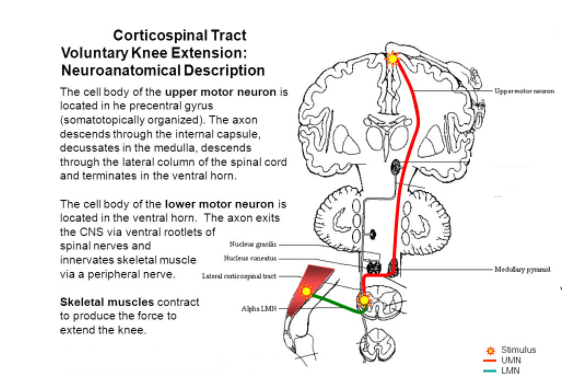 Corticospinal Tract
Voluntary Knee Extension:
Neuroanatomical Description
The cell body of the upper motor neuron is
located in he precentral gyrus
(somatotopically organized). The axon
descends through the internal capsule,
decussates in the medulla, descends
through the lateral column of the spinal cord
and terminates in the ventral horn.
The cell body of the lower motor neuron is
located in the ventral horn. The axon exits
the CNS via ventral rootlets of
spinal nerves and
innervates skeletal muscle
via a peripheral nerve.
Skeletal muscles contract
to produce the force to
extend the knee.
Upper motor neuron
Nucleus gracilis
Nucleus cuneatus
Lateral corticospinal tract
Medullary pyramid
Alpha LMN
Stimulus
UMN
LMN